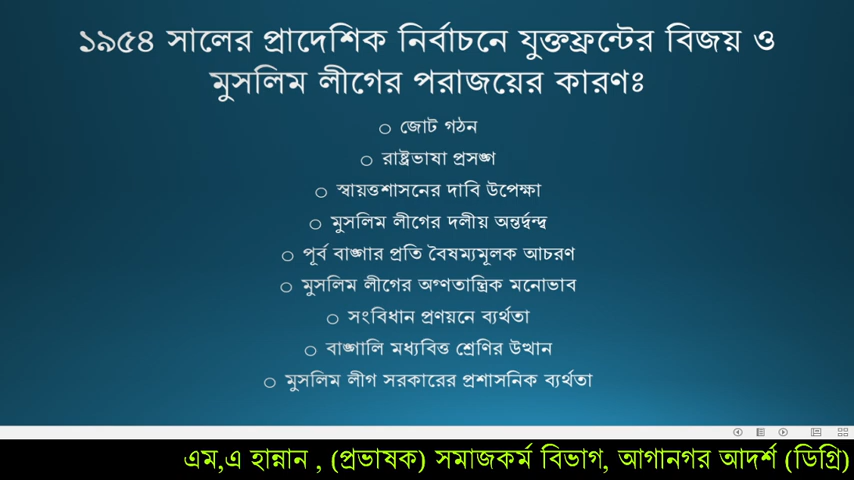 ১৯৫৪ সালের প্রাদেশিক নির্বাচনে যুক্তফ্রন্টের বিজয় ও
মুসলিম লীগের পরাজয়ের কারণঃ
○ জোট গঠন
○ রাষ্ট্রভাষা প্রসঙ্গ
○ স্বায়ত্তশাসনের দাবি উপেক্ষা
○ মুসলিম লীগের দলীয় অন্তর্দ্বন্দ্ব
○ পূর্ব বাঙ্গার প্রতি বৈষম্যমূলক আচরণ
○ মুসলিম লীগের অগণতান্ত্রিক মনোভাব
○ সংবিধান প্রণয়নে ব্যর্থতা
○ বাঙ্গালি মধ্যবিত্ত শ্রেণির উত্থান
○ মুসলিম লীগ সরকারের প্রশাসনিক ব্যর্থতা
এম,এ হান্নান , (প্রভাষক) সমাজকর্ম বিভাগ, আগানগর আদর্শ (ডিগ্রি)